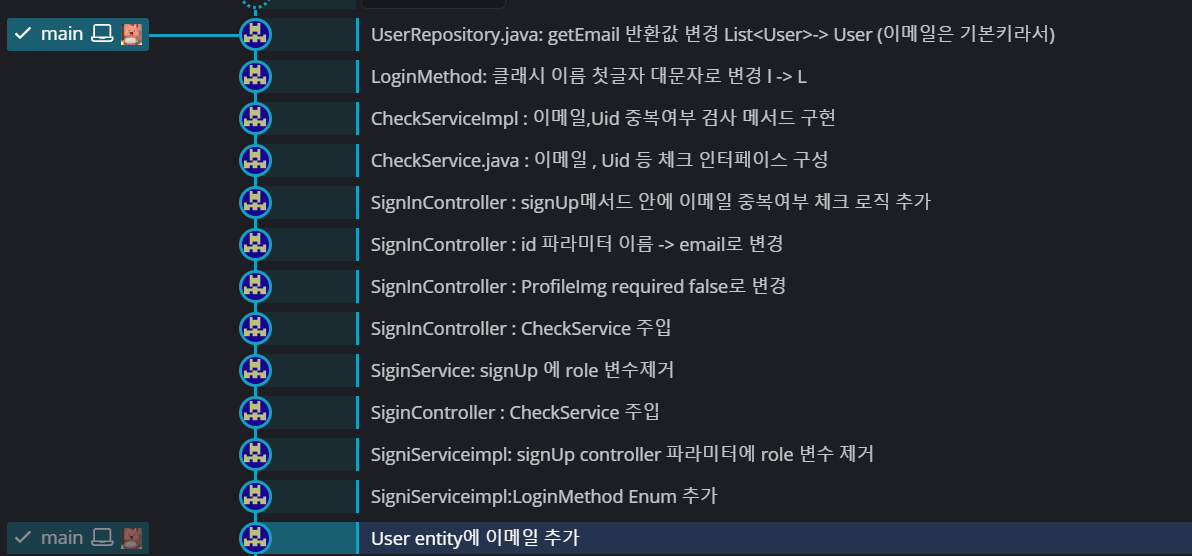 main
UserRepository.java: getEmail 반환값 변경 List<User>-> User (이메일은 기본키라서)
LoginMethod: 클래시 이름 첫글자 대문자로 변경 l -> L
CheckServiceImpl : 이메일,Uid 중복여부 검사 메서드 구현
CheckService.java : 이메일 , Uid 등 체크 인터페이스 구성
SignInController : signUp메서드 안에 이메일 중복여부 체크 로직 추가
SignInController : id 파라미터 이름 -> email로 변경
SignInController : ProfileImg required false로 변경
SignInController : CheckService 주입
SiginService: signUp 에 role 변수제거
SiginController : CheckService 주입
SigniServiceimpl: signUp controller 파라미터에 role 변수 제거
SigniServiceimpl:LoginMethod Enum 추가
main
User entity에 이메일 추가